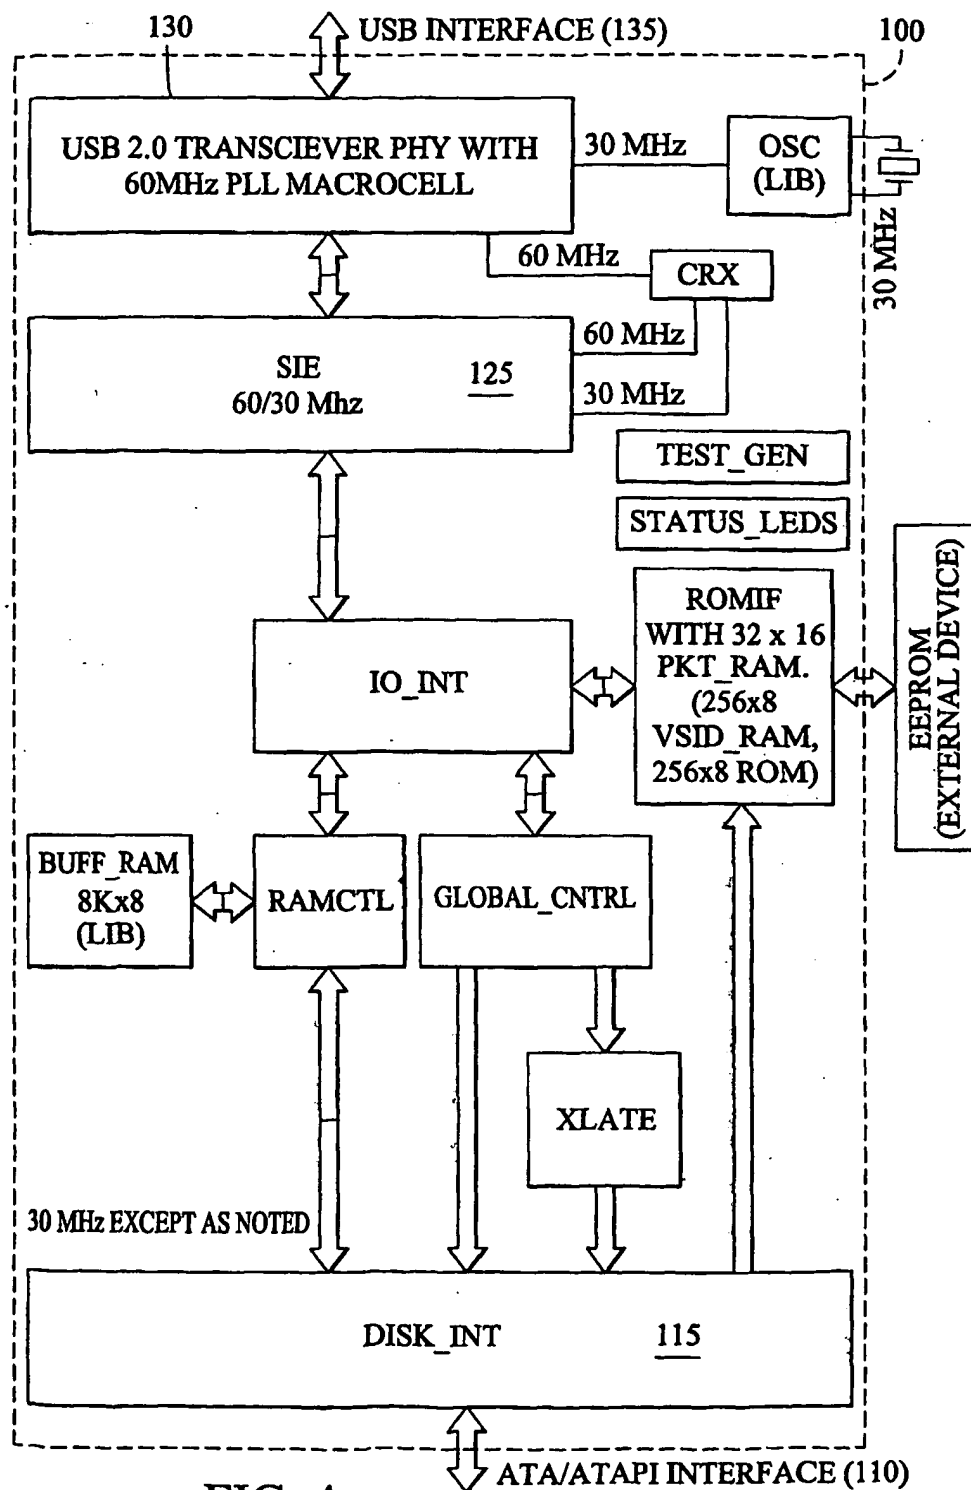 130
USB INTERFACE (135)
100
USB 2.0 TRANSCIEVER PHY WITH
60MHz PLL MACROCELL
30 MHz
OSC
(LIB)
30 MHz
60 MHz
CRX
SIE
60/30 Mhz
125
60 MHz
30 MHz
TEST_GEN
STATUS_LEDS
IO_INT
ROMIF
WITH 32 x 16
PKT_RAM.
(256x8
VSID_RAM,
256x8 ROM)
EEPROM
(EXTERNAL DEVICE)
BUFF_RAM
8Kx8
(LIB)
RAMCTL
GLOBAL_CNTRL
XLATE
30 MHz EXCEPT AS NOTED
DISK_INT
115
ATA/ATAPI INTERFACE (110)